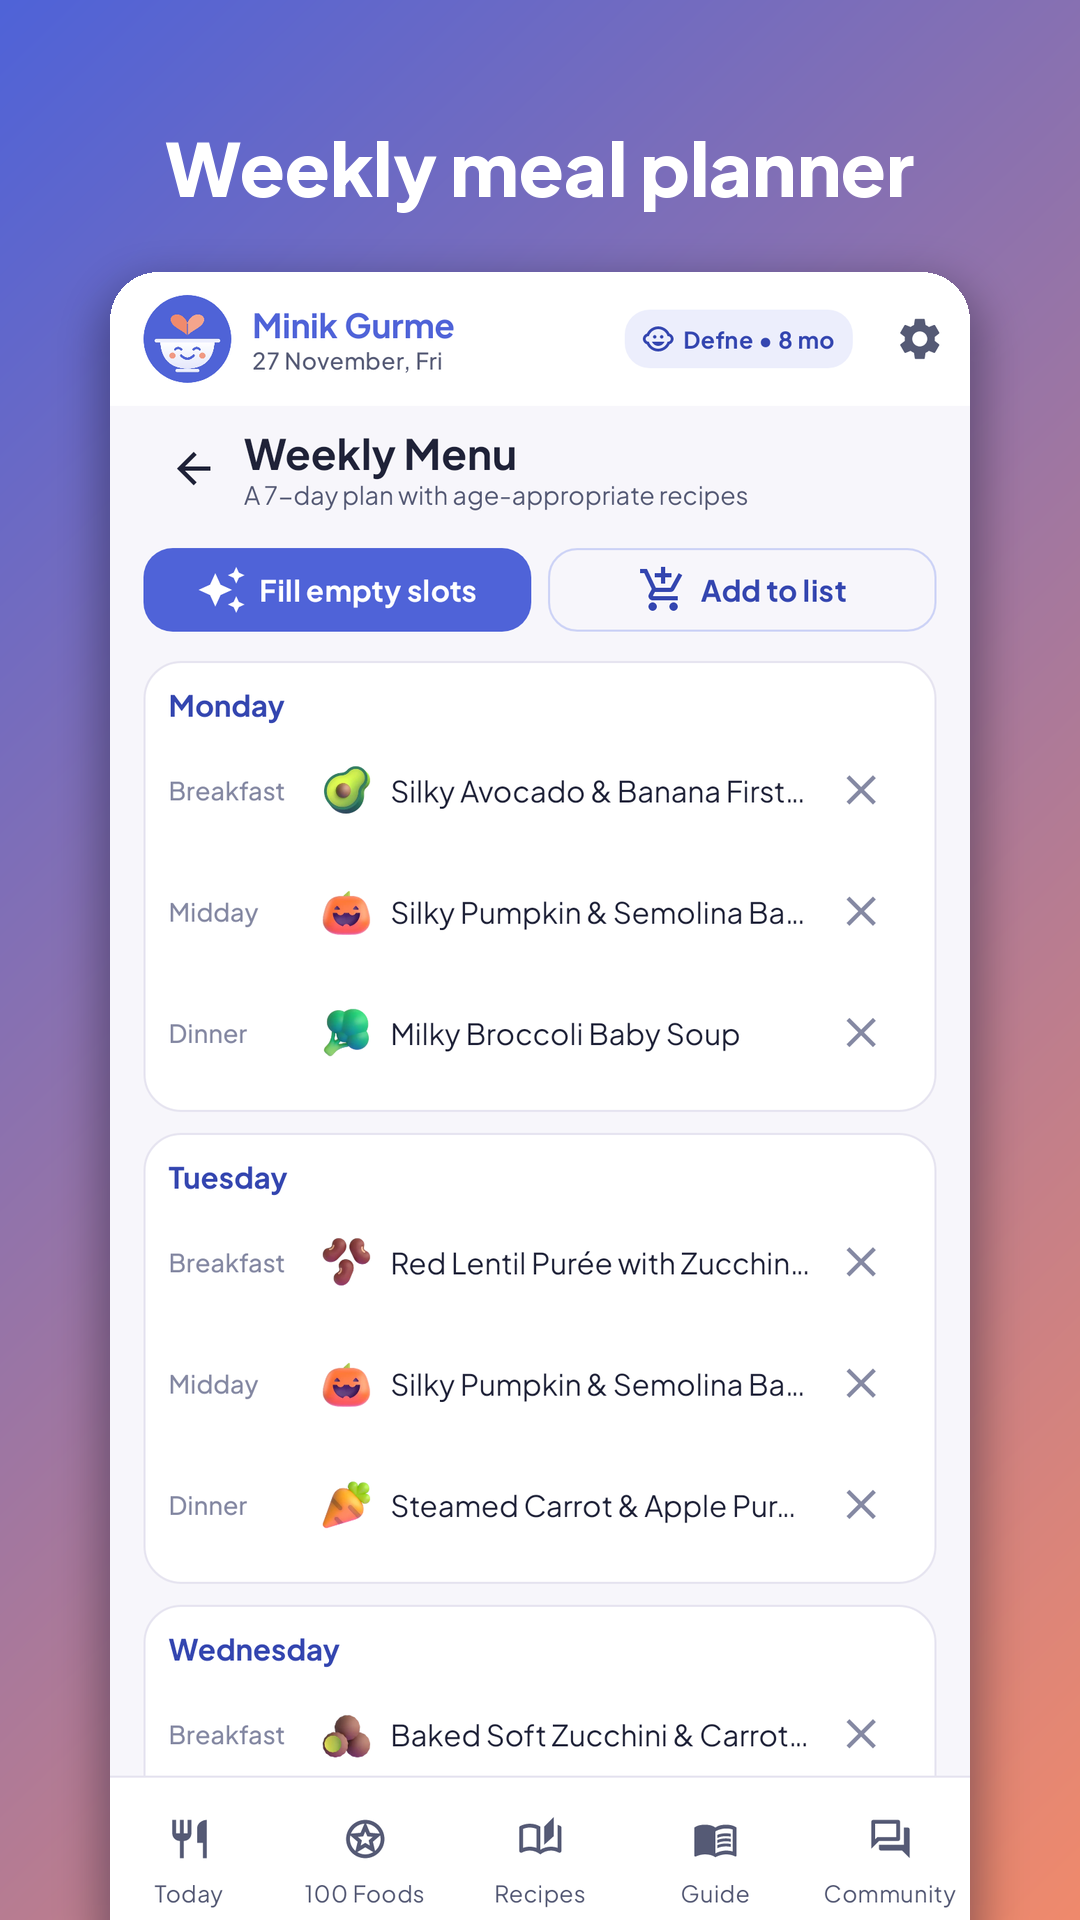 Weekly meal planner
Minik Gurme
27 November, Fri
Defne • 8 mo
Weekly Menu
A 7-day plan with age-appropriate recipes
Fill empty slots
Add to list
Monday
Breakfast
Silky Avocado & Banana First...
Midday
Silky Pumpkin & Semolina Ba...
Dinner
Milky Broccoli Baby Soup
Tuesday
Breakfast
Red Lentil Purée with Zucchin...
Midday
Silky Pumpkin & Semolina Ba...
Dinner
Steamed Carrot & Apple Pur...
Wednesday
Breakfast
Baked Soft Zucchini & Carrot...
Today
100 Foods
Recipes
Guide
Community